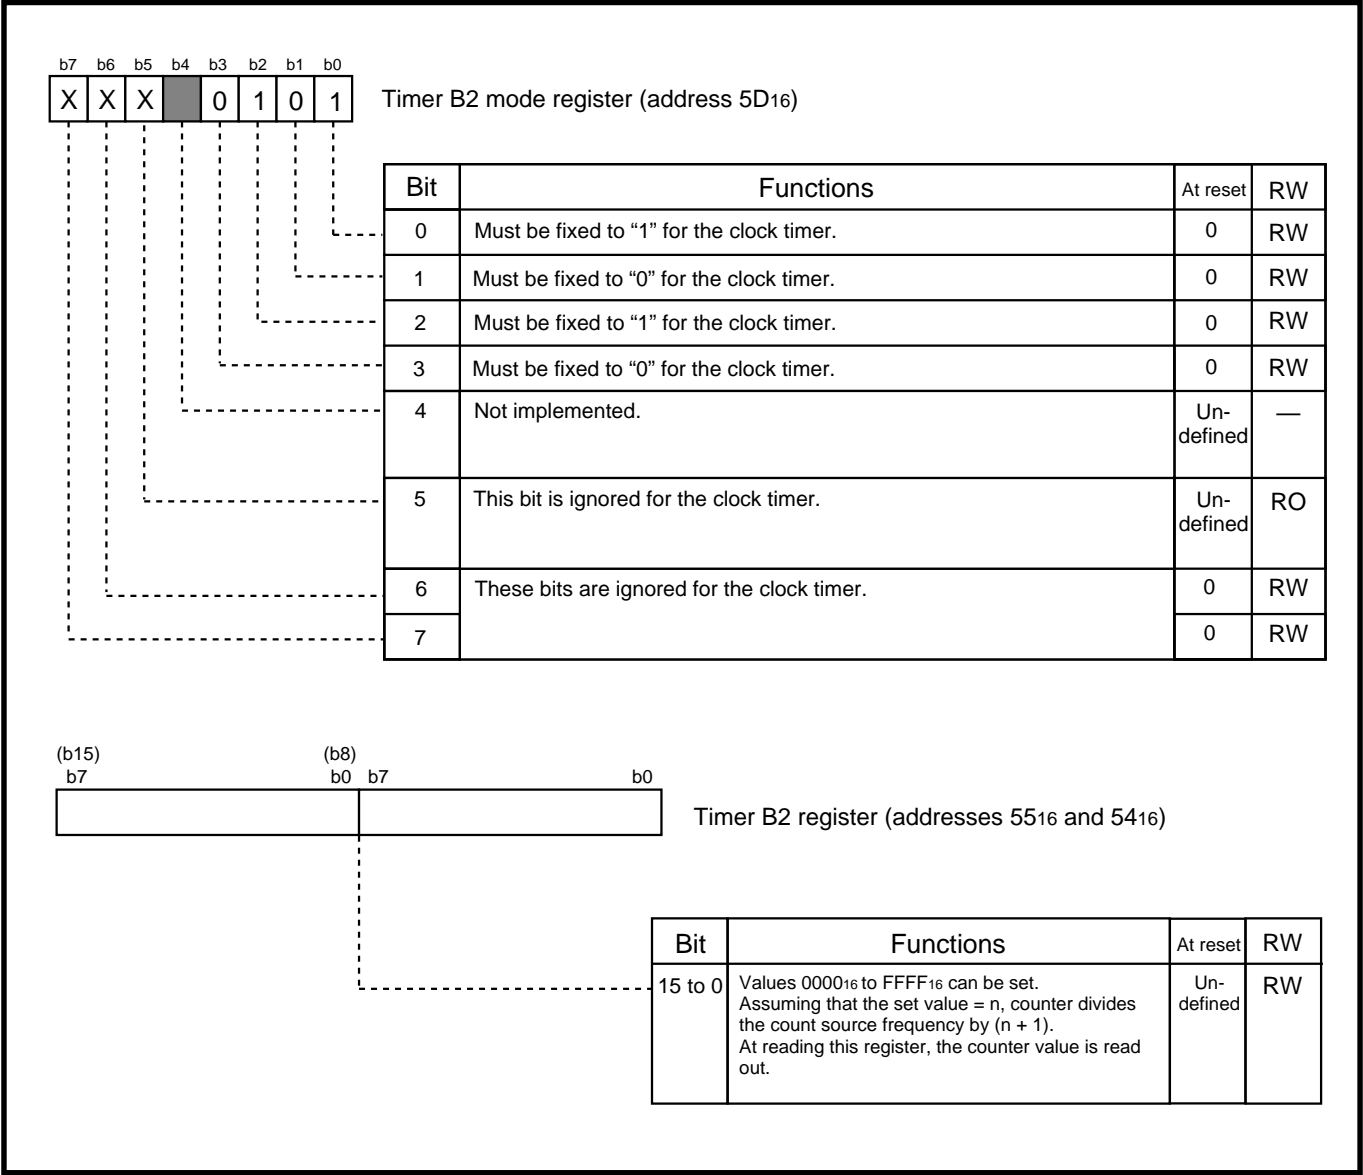 b7 b6 b5 b4 b3 b2 b1 b0
X X X 0 1 0 1
Timer B2 mode register (address 5D16)
Bit Functions At reset RW
0 Must be fixed to “1” for the clock timer. 0 RW
1 Must be fixed to “0” for the clock timer. 0 RW
2 Must be fixed to “1” for the clock timer. 0 RW
3 Must be fixed to “0” for the clock timer. 0 RW
4 Not implemented. Un- —
defined
5 This bit is ignored for the clock timer. Un- RO
defined
6 These bits are ignored for the clock timer. 0 RW
7 0 RW
(b15) (b8)
b7 b0 b7 b0
Timer B2 register (addresses 5516 and 5416)
Bit Functions At reset RW
15 to 0 Values 000016 to FFFF16 can be set. Un- RW
Assuming that the set value = n, counter divides defined
the count source frequency by (n + 1).
At reading this register, the counter value is read
out.